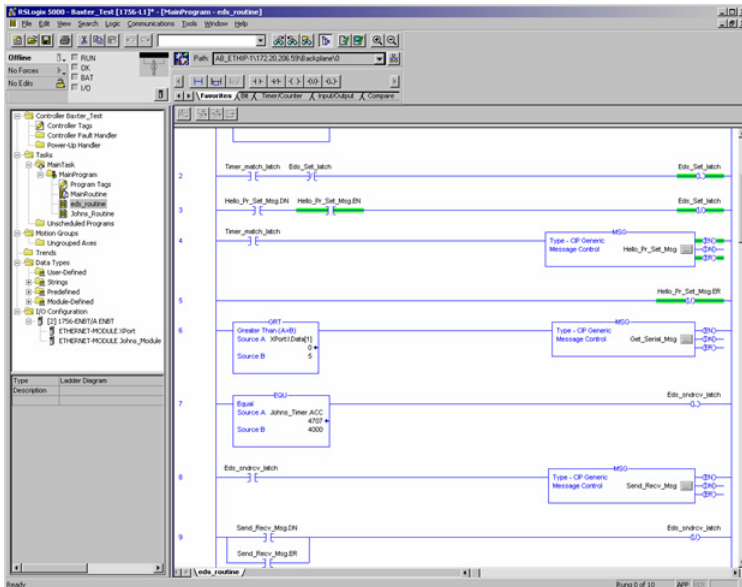 RSLogix 5000 - Baxter_Test [1756-L1]* - [MainProgram - eds_routine]
File Edit View Search Logic Communications Tools Window Help
Offline
No Forces
No Edits
RUN
OK
BAT
I/O
Path: AB_ETHIP-1\172.20.206.59\Backplane\0
Favorites Bit Timer/Counter Input/Output Compare
Controller Baxter_Test
Controller Tags
Controller Fault Handler
Power-Up Handler
Tasks
MainTask
MainProgram
Program Tags
MainRoutine
eds_routine
Johns_Routine
Unscheduled Programs
Motion Groups
Ungrouped Axes
Trends
Data Types
User-Defined
Strings
Predefined
Module-Defined
I/O Configuration
[2] 1756-ENBT/A ENBT
ETHERNET-MODULE XPort
ETHERNET-MODULE Johns_Module
Type Ladder Diagram
Description
Timer_match_latch Eds_Set_latch Eds_Set_latch
2 L
Hello_Pr_Set_Msg.DN Hello_Pr_Set_Msg.EN Eds_Set_latch
3
Timer_match_latch
4
MSG
Type - CIP Generic EN
Message Control Hello_Pr_Set_Msg ... DN
ER
Hello_Pr_Set_Msg.ER
5
6
GRT
Greater Than (A>B)
Source A XPort:I.Data[1]
0
Source B 5
MSG
Type - CIP Generic EN
Message Control Get_Serial_Msg ... DN
ER
7
EQU
Equal
Source A Johns_Timer.ACC
4707
Source B 4000
Eds_sndrcv_latch
L
Eds_sndrcv_latch
8
MSG
Type - CIP Generic EN
Message Control Send_Recv_Msg ... DN
ER
Send_Recv_Msg.DN Eds_sndrcv_latch
9
Send_Recv_Msg.ER
eds_routine
Ready Rung 0 of 10 APP